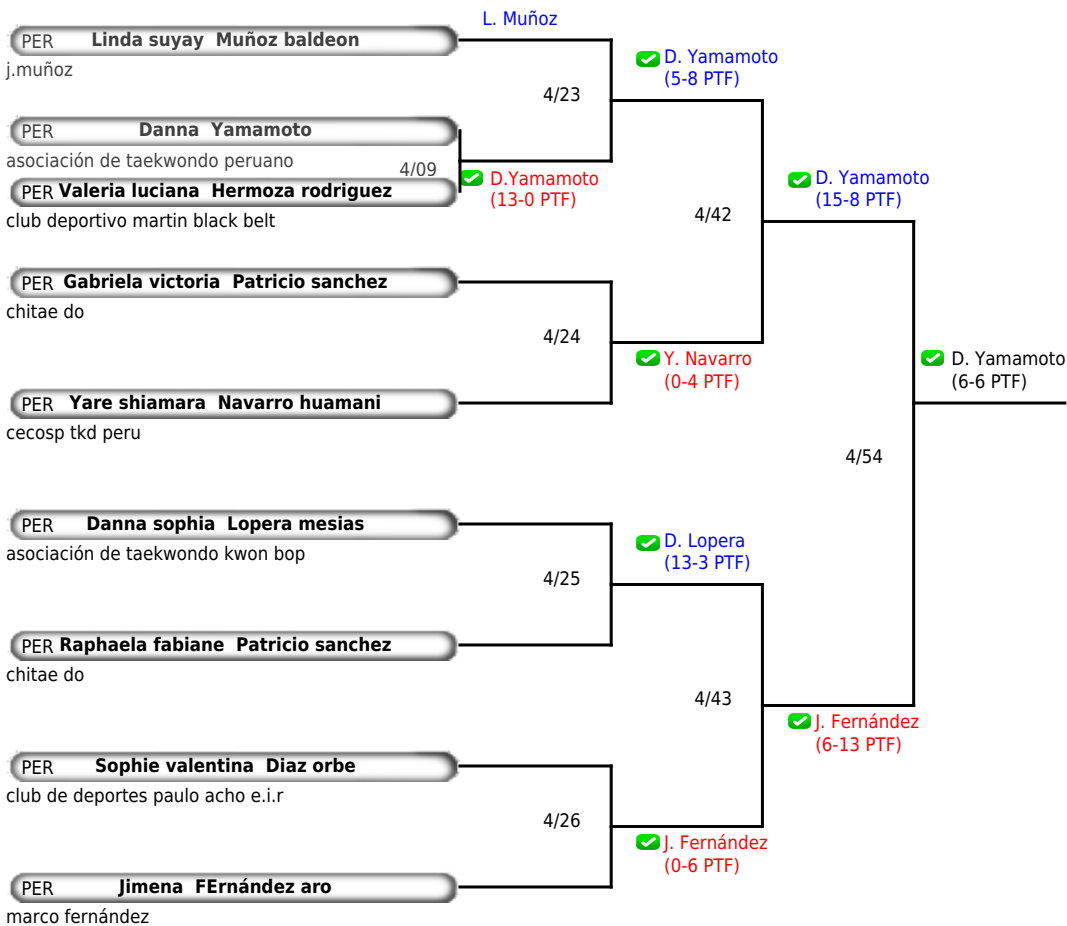 L. Muñoz
PER Linda suyay Muñoz baldeon
j.muñoz
4/23
D. Yamamoto
(5-8 PTF)
PER Danna Yamamoto
asociación de taekwondo peruano
4/09
D.Yamamoto
(13-0 PTF)
PER Valeria luciana Hermoza rodriguez
club deportivo martin black belt
4/42
D. Yamamoto
(15-8 PTF)
PER Gabriela victoria Patricio sanchez
chitae do
4/24
Y. Navarro
(0-4 PTF)
PER Yare shiamara Navarro huamani
cecosp tkd peru
D. Yamamoto
(6-6 PTF)
4/54
PER Danna sophia Lopera mesias
asociación de taekwondo kwon bop
4/25
D. Lopera
(13-3 PTF)
PER Raphaela fabiane Patricio sanchez
chitae do
4/43
J. Fernández
(6-13 PTF)
PER Sophie valentina Diaz orbe
club de deportes paulo acho e.i.r
4/26
J. Fernández
(0-6 PTF)
PER Jimena FErnández aro
marco fernández